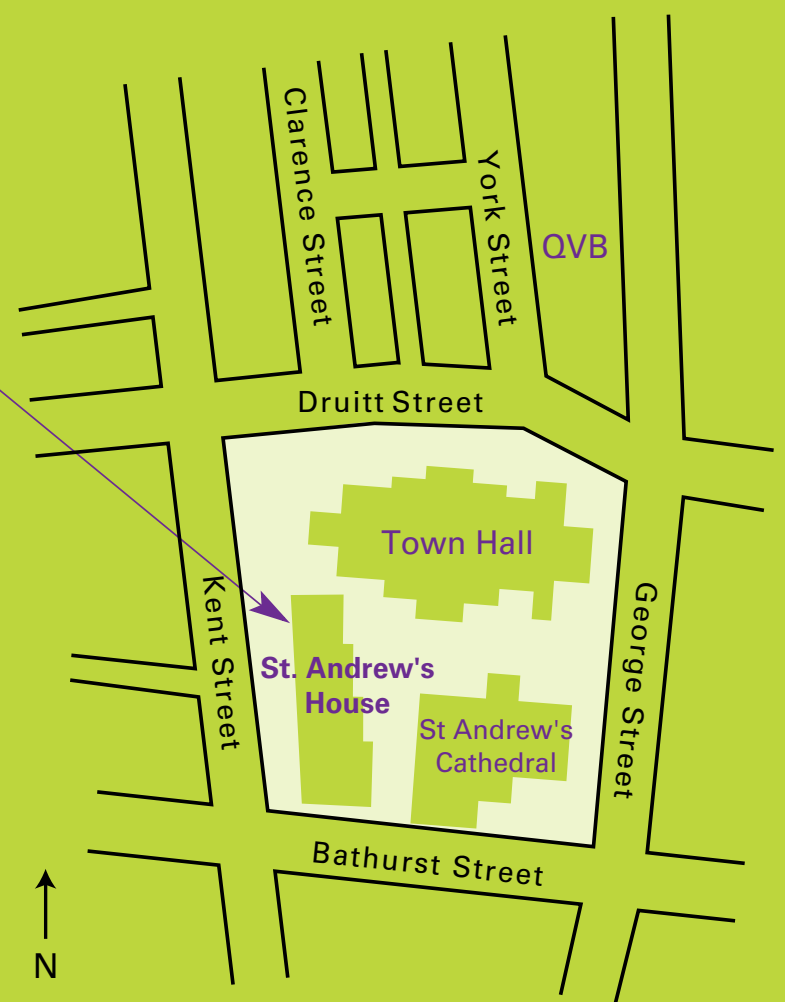 Clarence Street
York Street
QVB
Druitt Street
Town Hall
Kent Street
St. Andrew's
House
George Street
St Andrew's
Cathedral
Bathurst Street
N